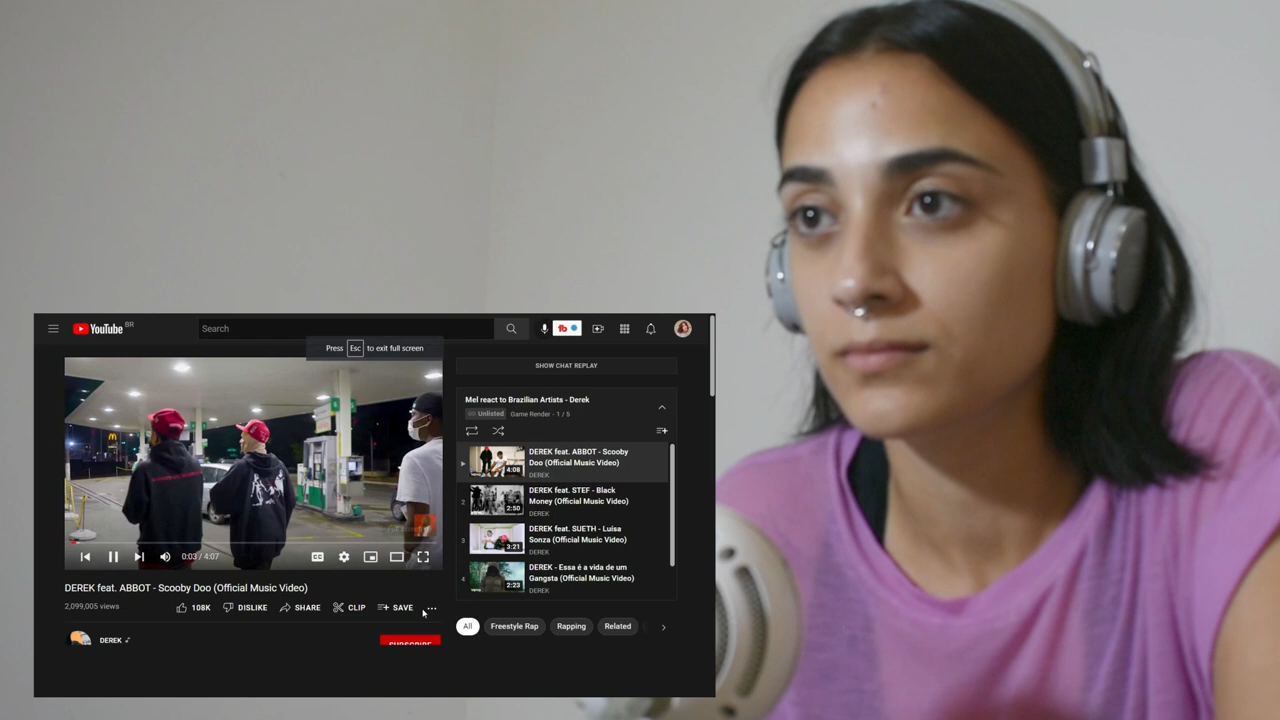 YouTube BR
Search
Press Esc to exit full screen
SHOW CHAT REPLAY
Mel react to Brazilian Artists - Derek
Unlisted Game Render - 1 / 5
DEREK feat. ABBOT - Scooby
Doo (Official Music Video)
4:08
DEREK
2
DEREK feat. STEF - Black
Money (Official Music Video)
2:50
DEREK
3
DEREK feat. SUETH - Luisa
Sonza (Official Music Video)
3:21
DEREK
4
DEREK - Essa é a vida de um
Gangsta (Official Music Video)
2:23
DEREK
0:03 / 4:07
CC
DEREK feat. ABBOT - Scooby Doo (Official Music Video)
2,099,005 views
108K DISLIKE SHARE CLIP SAVE
DEREK
SUBSCRIBE
All Freestyle Rap Rapping Related